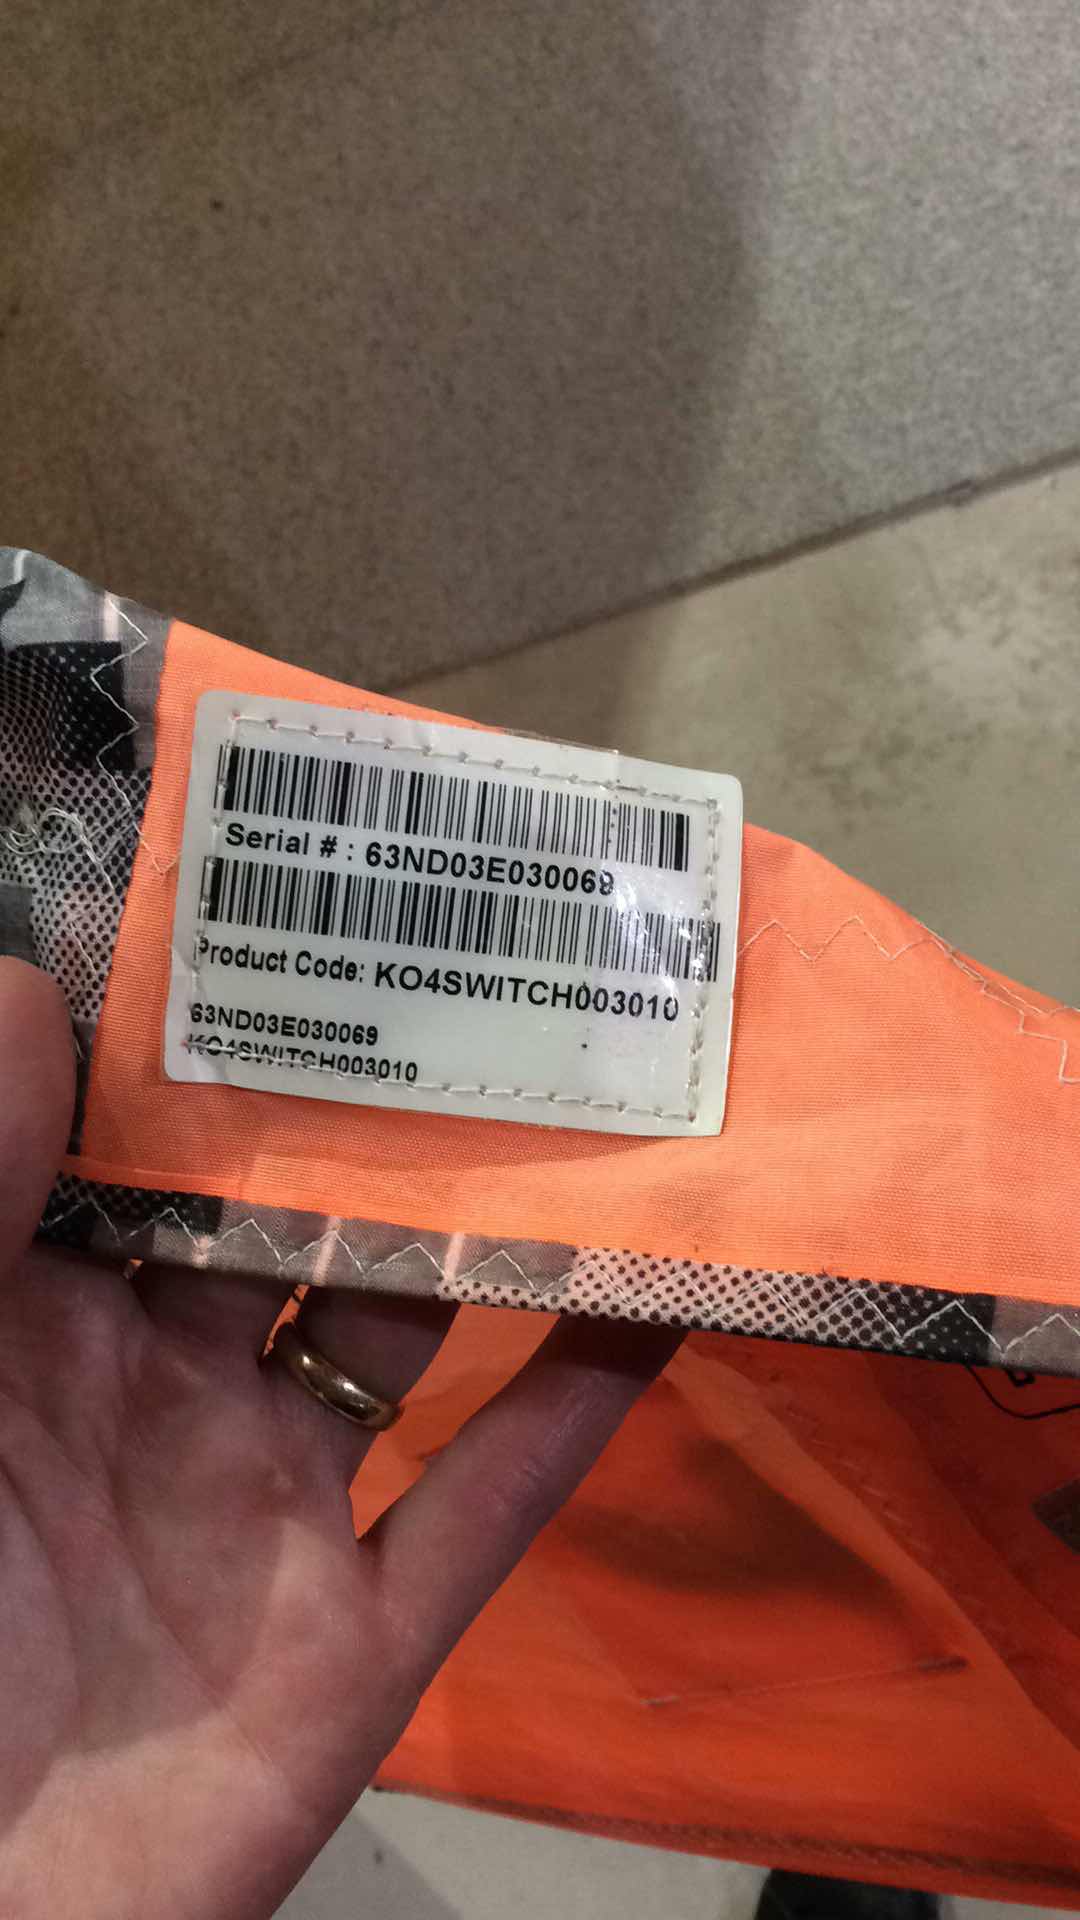 Serial # : 63ND03E030069
Product Code: KO4SWITCH003010
63ND03E030069
KO4SWITCH003010